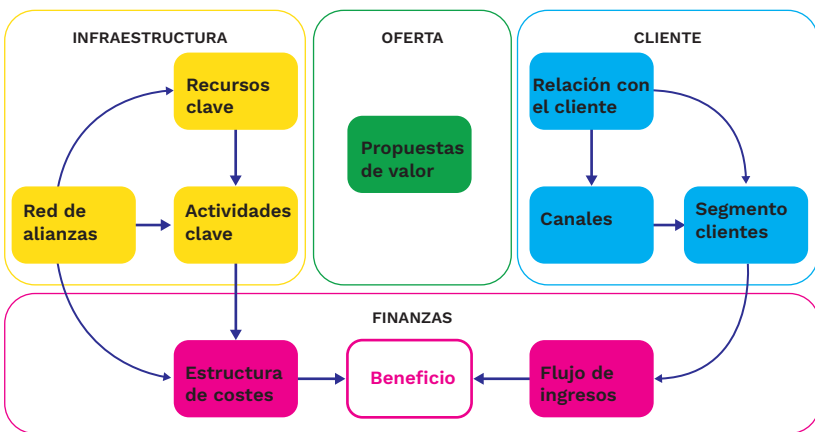 INFRAESTRUCTURA
OFERTA
CLIENTE
Recursos
clave
Relación con
el cliente
Propuestas
de valor
Red de
alianzas
Actividades
clave
Canales
Segmento
clientes
FINANZAS
Estructura
de costes
Beneficio
Flujo de
ingresos